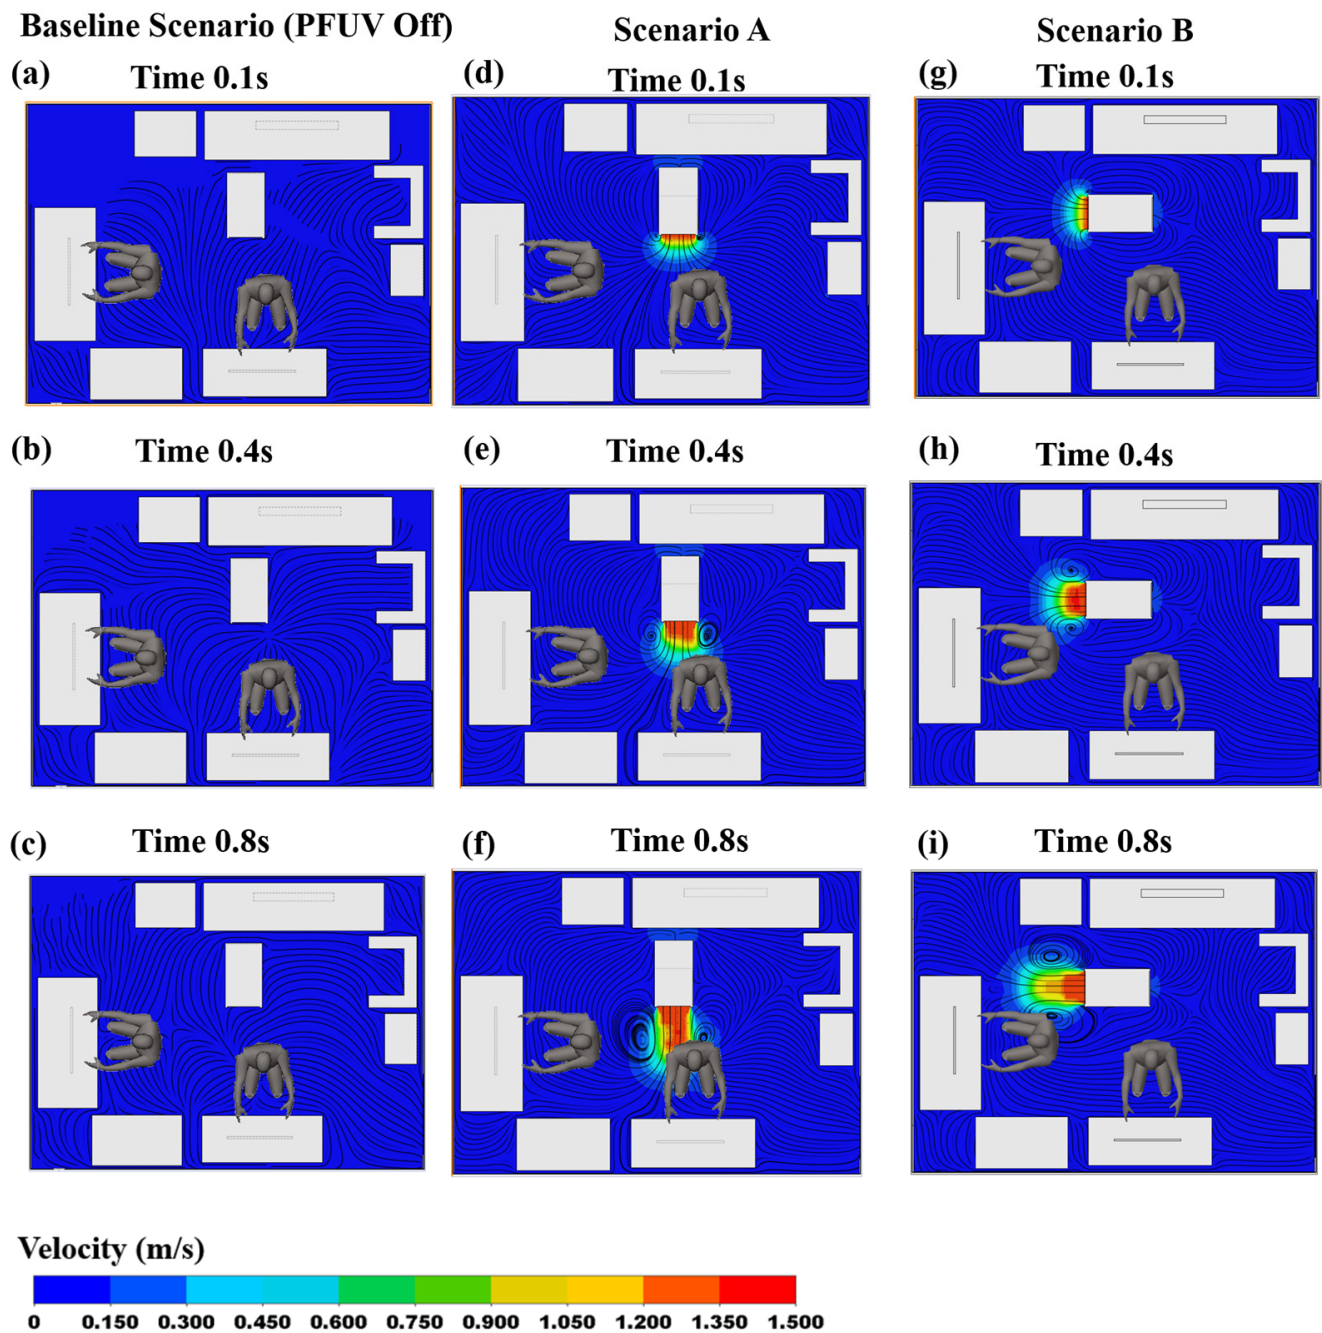 Baseline Scenario (PFUV Off)
Scenario A
Scenario B
(a)
Time 0.1s
(d)
Time 0.1s
(g)
Time 0.1s
(b)
Time 0.4s
(e)
Time 0.4s
(h)
Time 0.4s
(c)
Time 0.8s
(f)
Time 0.8s
(i)
Time 0.8s
Velocity (m/s)
0 0.150 0.300 0.450 0.600 0.750 0.900 1.050 1.200 1.350 1.500